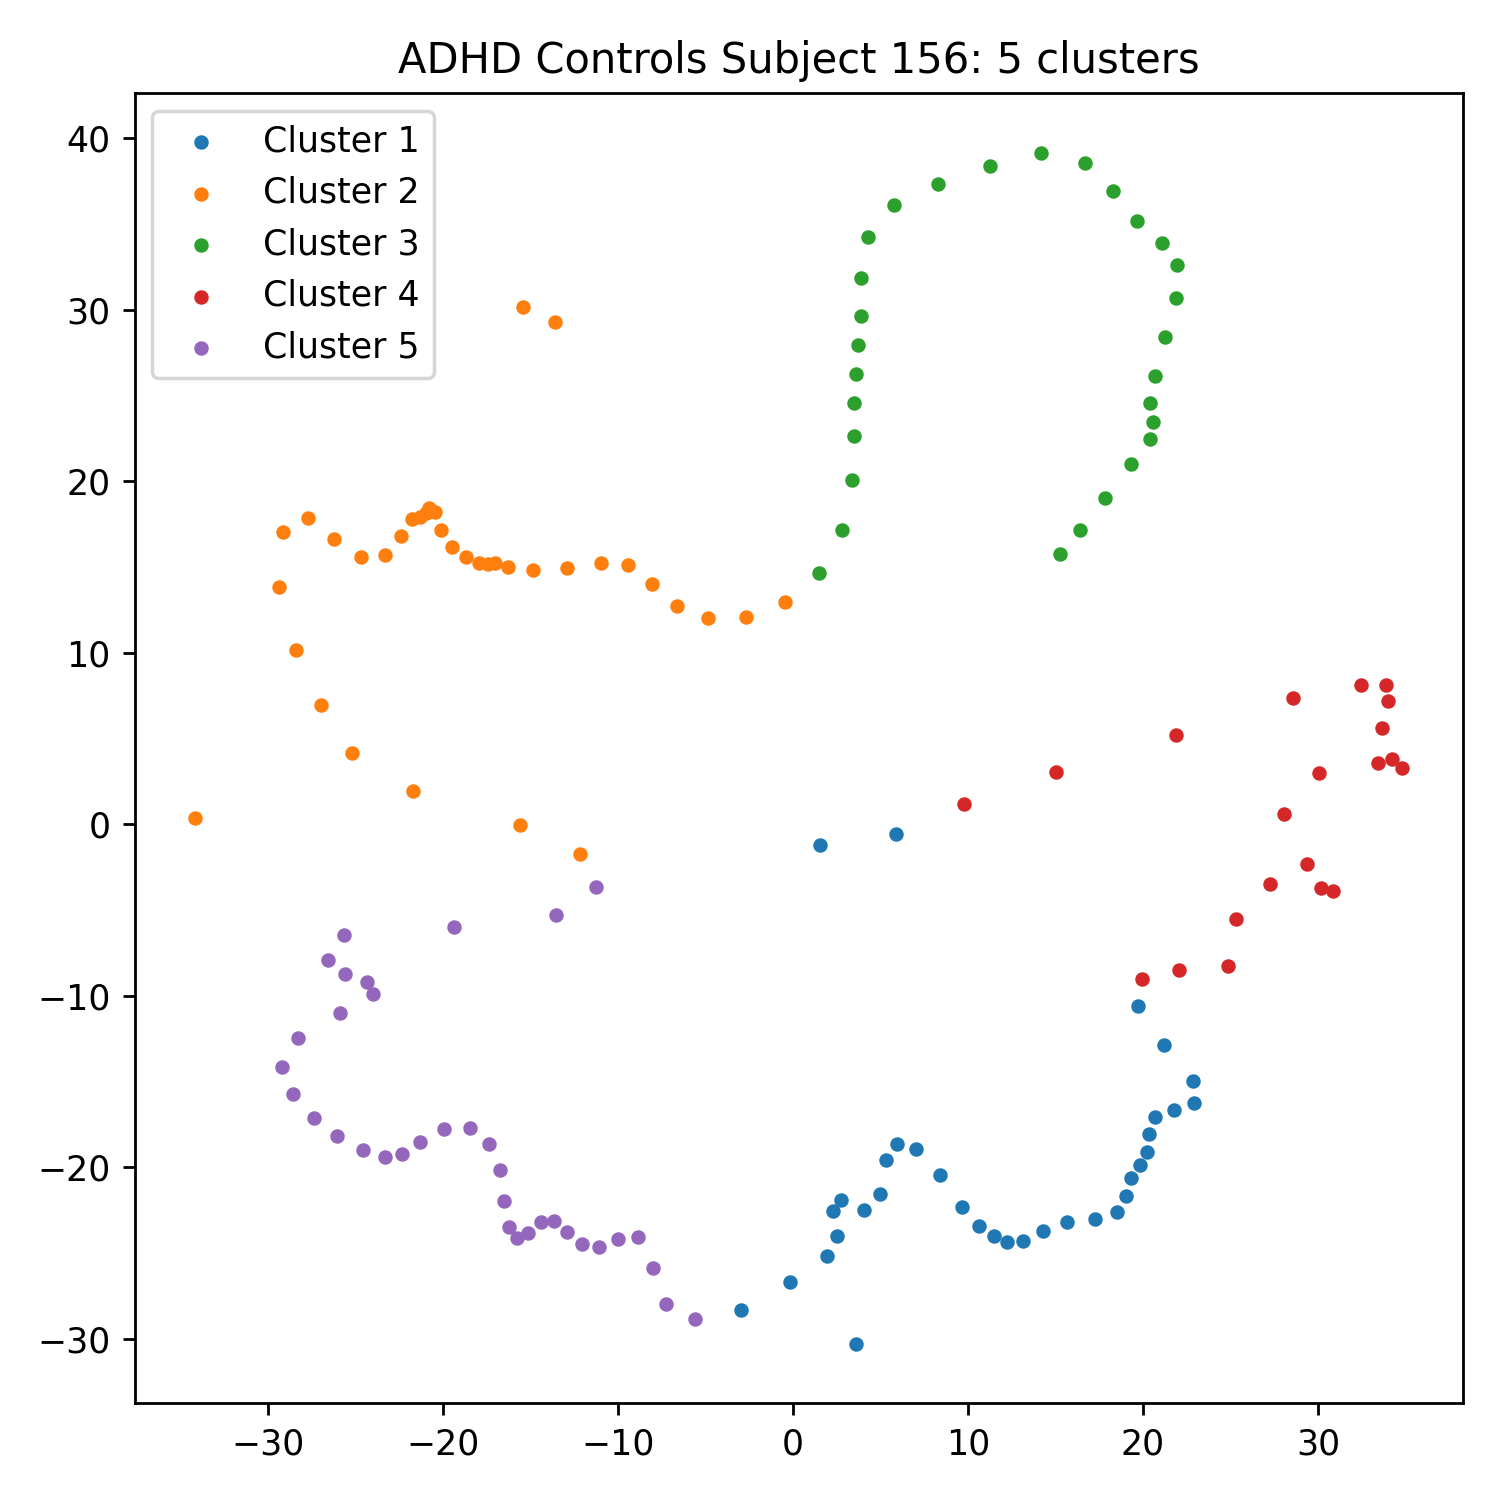 ADHD Controls Subject 156: 5 clusters
Cluster 1
Cluster 2
Cluster 3
Cluster 4
Cluster 5
40
30
20
10
0
−10
−20
−30
−30 −20 −10 0 10 20 30